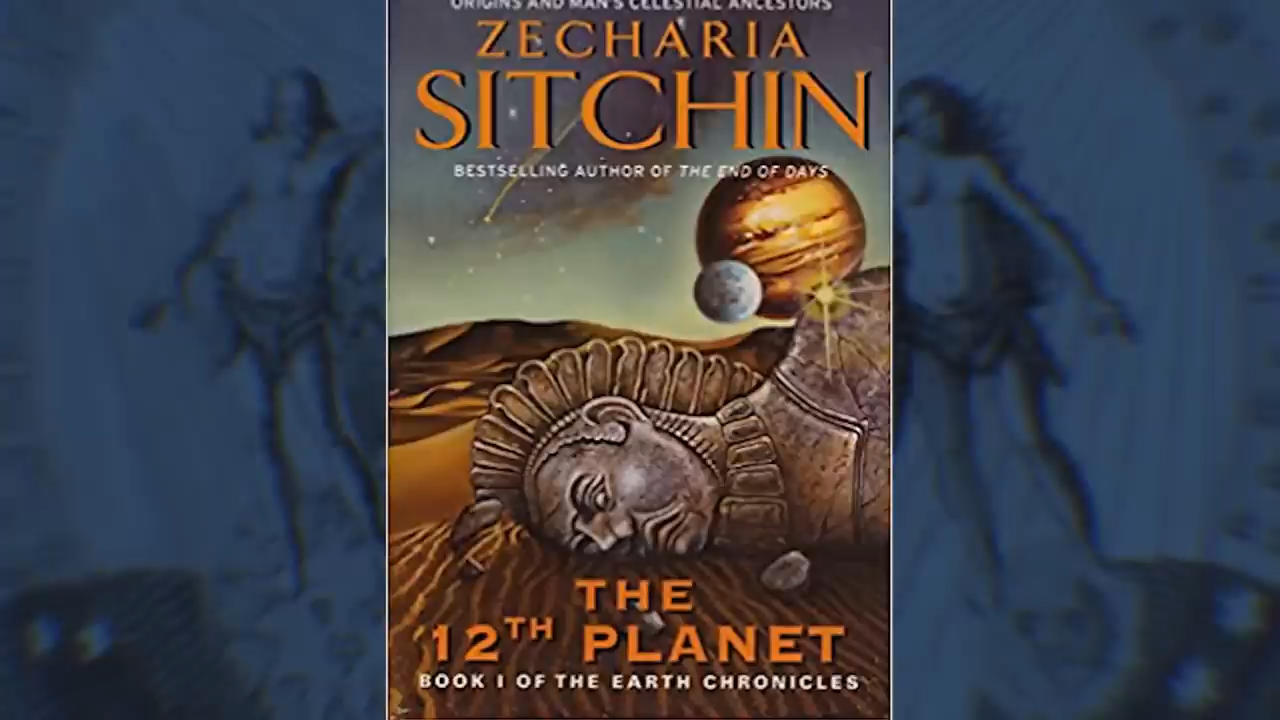 ORIGINS AND MAN'S CELESTIAL ANCESTORS
ZECHARIA
SITCHIN
BESTSELLING AUTHOR OF THE END OF DAYS
THE
12TH PLANET
BOOK I OF THE EARTH CHRONICLES